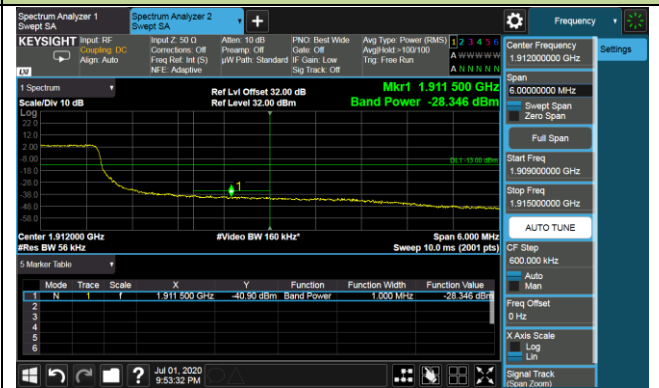 Spectrum Analyzer 1
Swept SA
Spectrum Analyzer 2
Swept SA
+
Frequency
KEYSIGHT
Input: RF
Coupling: DC
Align: Auto
Input Z: 50 Ω
Corrections: Off
Freq Ref: Int (S)
NFE: Adaptive
Atten: 10 dB
Preamp: Off
µW Path: Standard
PNO: Best Wide
Gate: Off
IF Gain: Low
Sig Track: Off
Avg Type: Power (RMS)
Avg|Hold:>100/100
Trig: Free Run
1 2 3 4 5 6
A W W W W W
A N N N N N
LXI
1 Spectrum
Scale/Div 10 dB
Ref Lvl Offset 32.00 dB
Ref Level 32.00 dBm
Mkr1 1.911 500 GHz
Band Power -28.346 dBm
Log
22.0
12.0
2.00
-8.00
-18.0
-28.0
-38.0
-48.0
-58.0
DL1 -13.00 dBm
1
Center 1.912000 GHz
#Res BW 56 kHz
#Video BW 160 kHz*
Span 6.000 MHz
Sweep 10.0 ms (2001 pts)
5 Marker Table
Mode Trace Scale X Y Function Function Width Function Value
1 N 1 f 1.911 500 GHz -40.90 dBm Band Power 1.000 MHz -28.346 dBm
2
3
4
5
6
Jul 01, 2020
9:53:32 PM
?
Center Frequency
1.912000000 GHz
Span
6.00000000 MHz
Swept Span
Zero Span
Full Span
Start Freq
1.909000000 GHz
Stop Freq
1.915000000 GHz
AUTO TUNE
CF Step
600.000 kHz
Auto
Man
Freq Offset
0 Hz
X Axis Scale
Log
Lin
Signal Track
(Span Zoom)
Settings